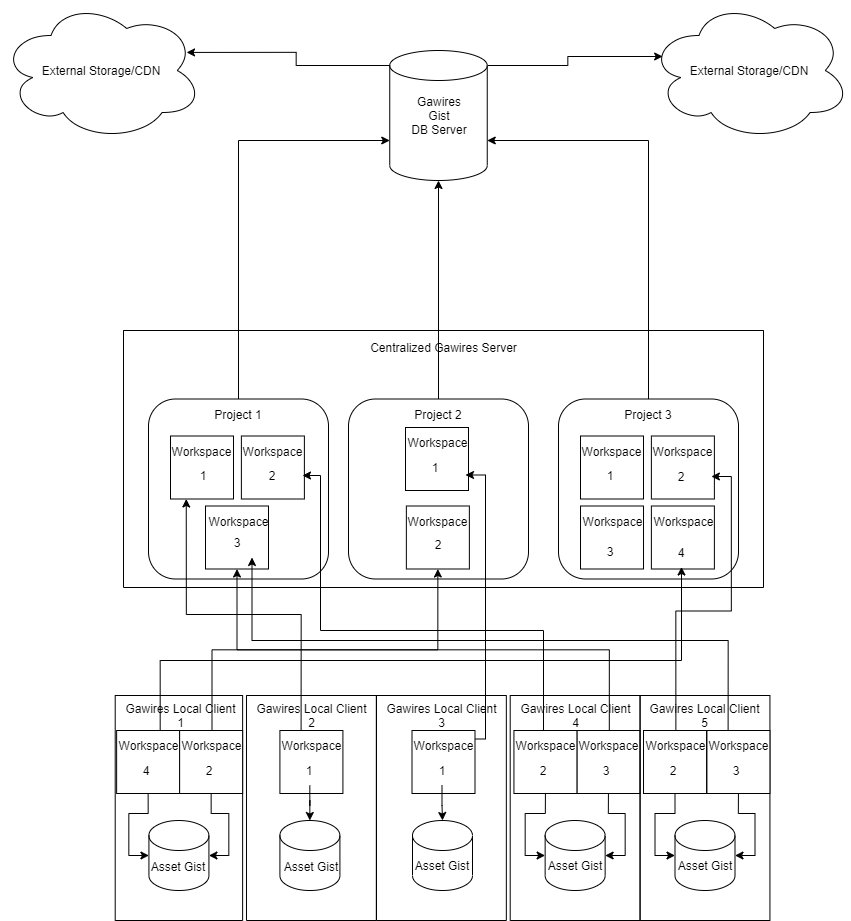 External Storage/CDN
External Storage/CDN
Gawires
Gist
DB Server
Centralized Gawires Server
Project 1
Workspace
1
Workspace
2
Workspace
3
Project 2
Workspace
1
Workspace
2
Project 3
Workspace
1
Workspace
2
Workspace
3
Workspace
4
Gawires Local Client
1
Workspace
4
Workspace
2
Asset Gist
Gawires Local Client
2
Workspace
1
Asset Gist
Gawires Local Client
3
Workspace
1
Asset Gist
Gawires Local Client
4
Workspace
2
Workspace
3
Asset Gist
Gawires Local Client
5
Workspace
2
Workspace
3
Asset Gist